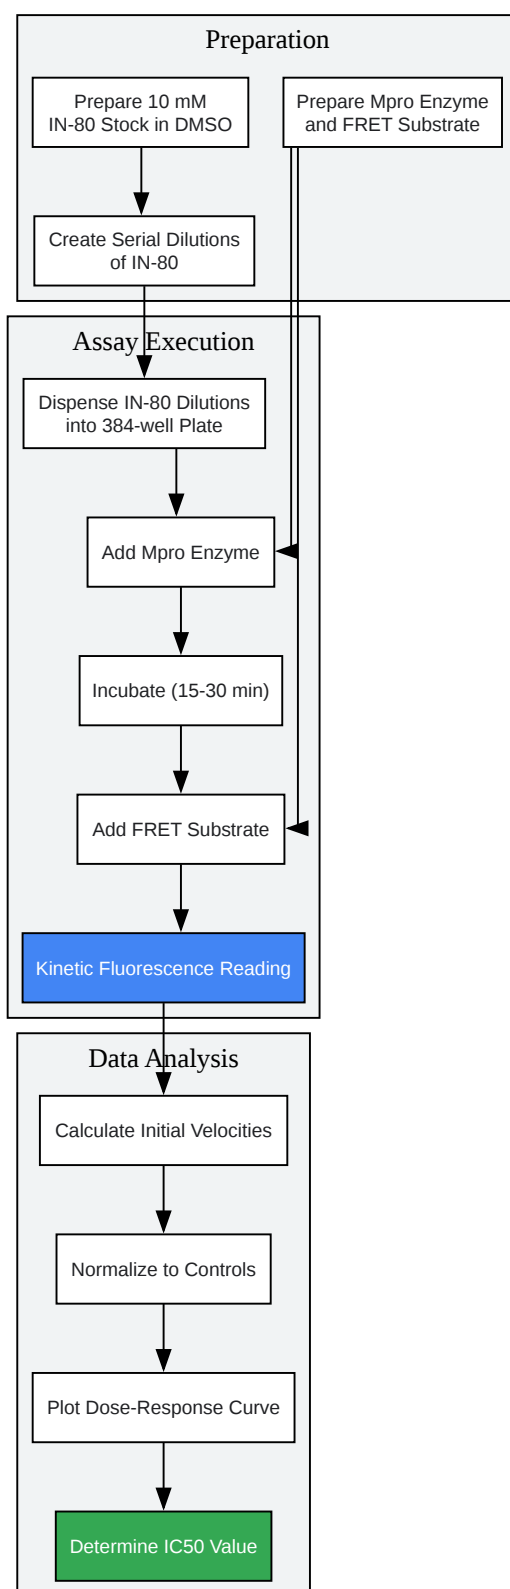 Preparation
Prepare 10 mM
IN-80 Stock in DMSO
Prepare Mpro Enzyme
and FRET Substrate
Create Serial Dilutions
of IN-80
Assay Execution
Dispense IN-80 Dilutions
into 384-well Plate
Add Mpro Enzyme
Incubate (15-30 min)
Add FRET Substrate
Kinetic Fluorescence Reading
Data Analysis
Calculate Initial Velocities
Normalize to Controls
Plot Dose-Response Curve
Determine IC50 Value